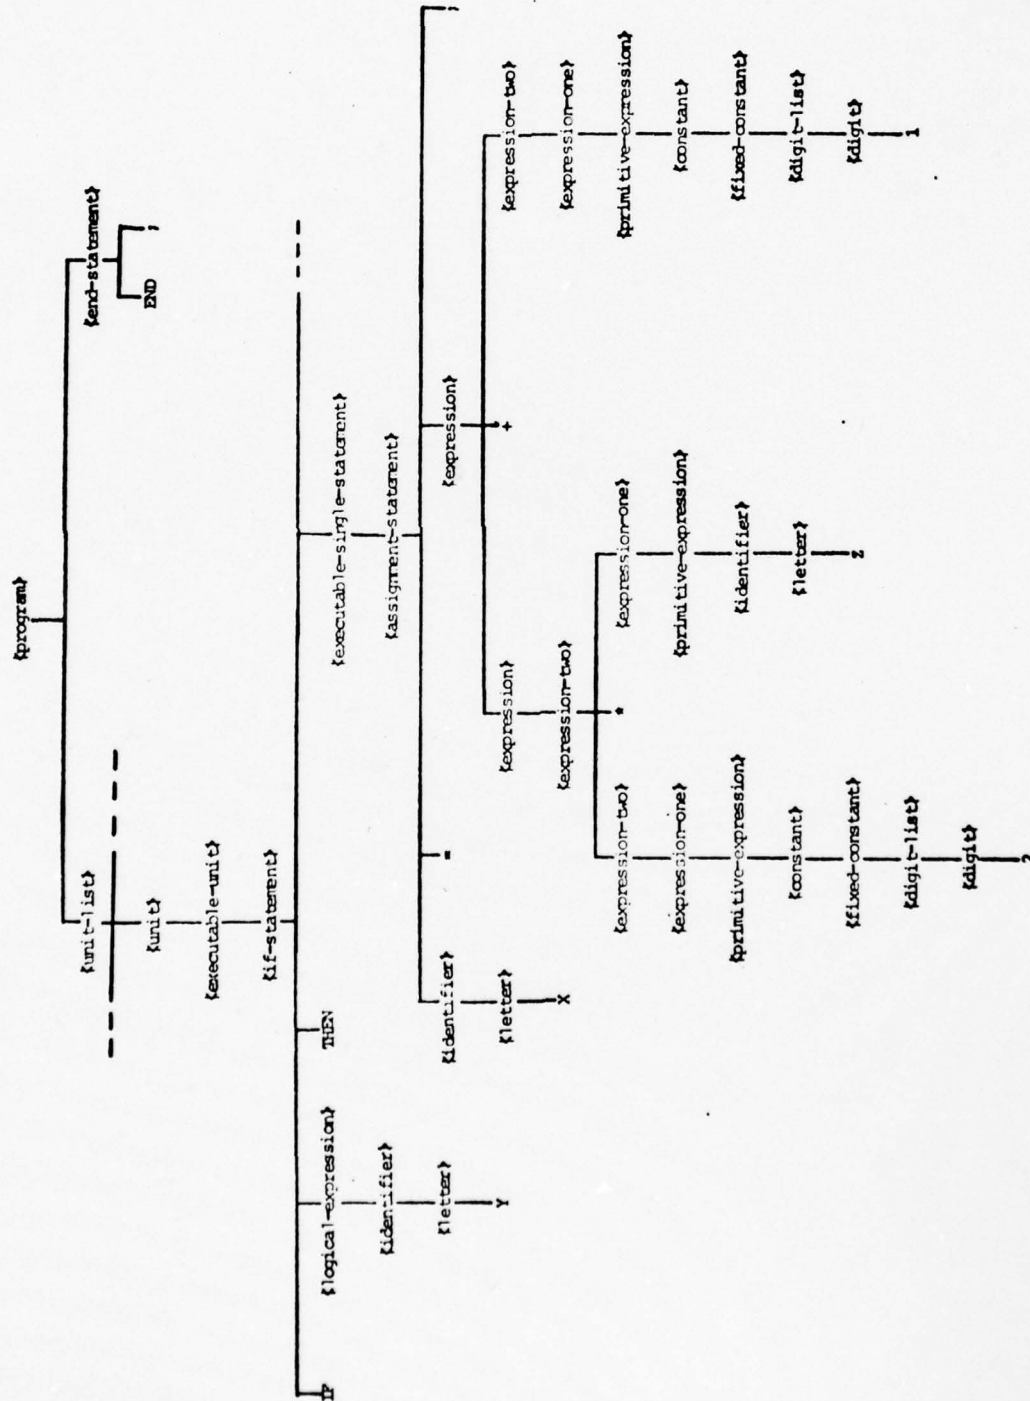 {program}
{unit-list} {end-statement}
{unit} END ;
{executable-unit}
{if-statement}
IF {logical-expression} THEN {executable-single-statement}
{identifier} {assignment-statement}
{letter} {identifier} = {expression} ;
Y {letter} {expression} + {expression-two}
X {expression-two} {expression-one}
{expression-two} * {expression-one} {primitive-expression}
{expression-one} {primitive-expression} {constant}
{primitive-expression} {identifier} {fixed-constant}
{constant} {letter} {digit-list}
{fixed-constant} Z {digit}
{digit-list} 1
{digit}
2